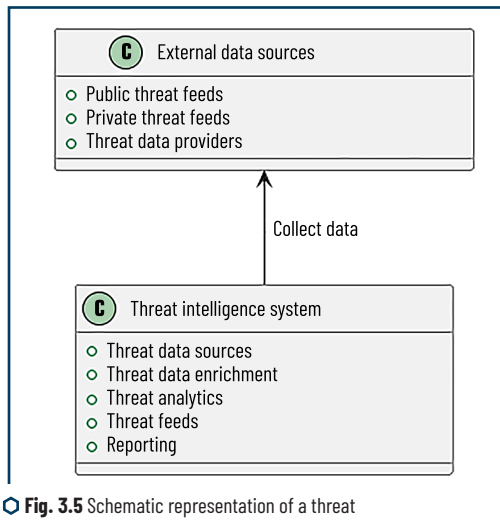 C External data sources
Public threat feeds
Private threat feeds
Threat data providers
Collect data
C Threat intelligence system
Threat data sources
Threat data enrichment
Threat analytics
Threat feeds
Reporting
Fig. 3.5 Schematic representation of a threat